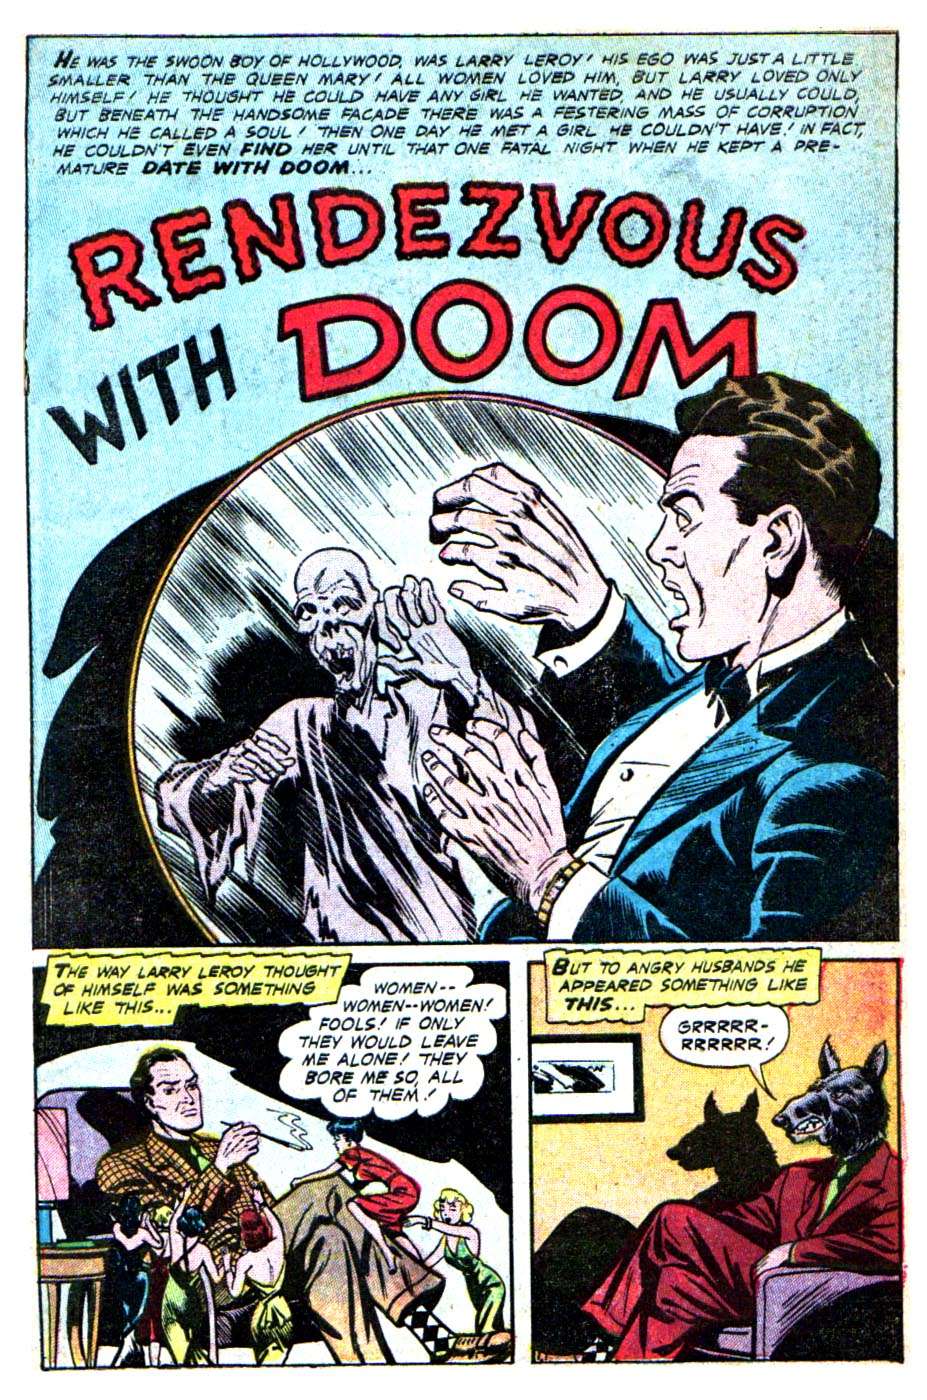 HE WAS THE SWOON BOY OF HOLLYWOOD, WAS LARRY LEROY! HIS EGO WAS JUST A LITTLE
SMALLER THAN THE QUEEN MARY! ALL WOMEN LOVED HIM, BUT LARRY LOVED ONLY
HIMSELF! HE THOUGHT HE COULD HAVE ANY GIRL HE WANTED, AND HE USUALLY COULD,
BUT BENEATH THE HANDSOME FACADE THERE WAS A FESTERING MASS OF CORRUPTION
WHICH HE CALLED A SOUL! THEN ONE DAY HE MET A GIRL HE COULDN'T HAVE! IN FACT,
HE COULDN'T EVEN FIND HER UNTIL THAT ONE FATAL NIGHT WHEN HE KEPT A PRE-
MATURE DATE WITH DOOM...
RENDEZVOUS
WITH DOOM
THE WAY LARRY LEROY THOUGHT
OF HIMSELF WAS SOMETHING
LIKE THIS...
WOMEN--
WOMEN--WOMEN!
FOOLS! IF ONLY
THEY WOULD LEAVE
ME ALONE! THEY
BORE ME SO, ALL
OF THEM!
BUT TO ANGRY HUSBANDS HE
APPEARED SOMETHING LIKE
THIS...
GRRRRR-
RRRRRR!